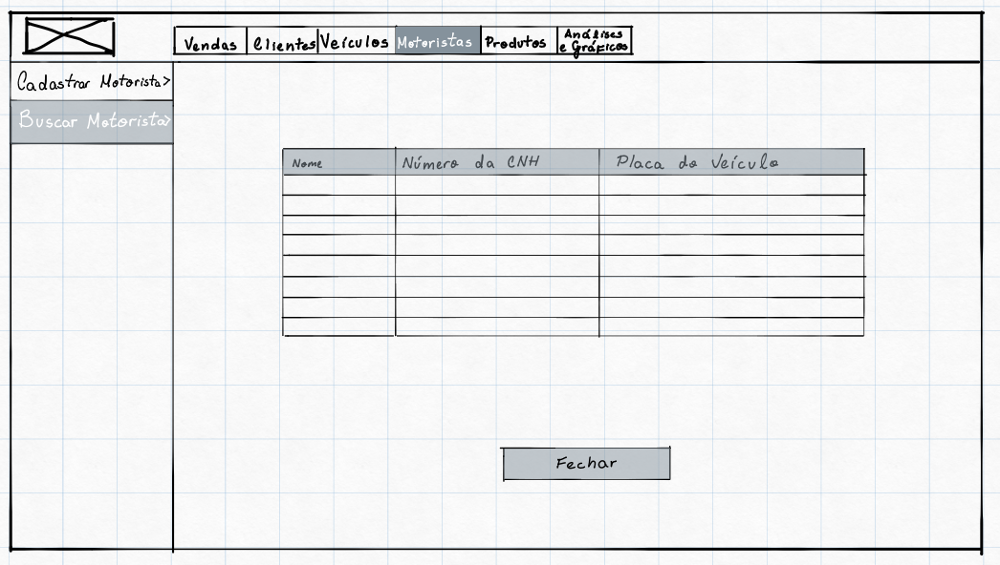 Vendas Clientes Veículos Motoristas Produtos Análises e Gráficos
Cadastrar Motorista>
Buscar Motorista>
Nome Número da CNH Placa do Veículo
Fechar